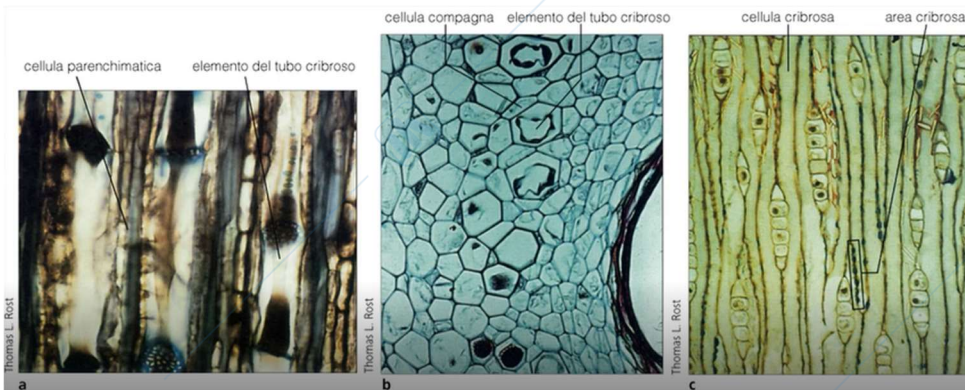 cellula compagna elemento del tubo cribroso
cellula cribrosa area cribrosa
cellula parenchimatica elemento del tubo cribroso
Thomas L. Rost
Thomas L. Rost
Thomas L. Rost
a
b
c